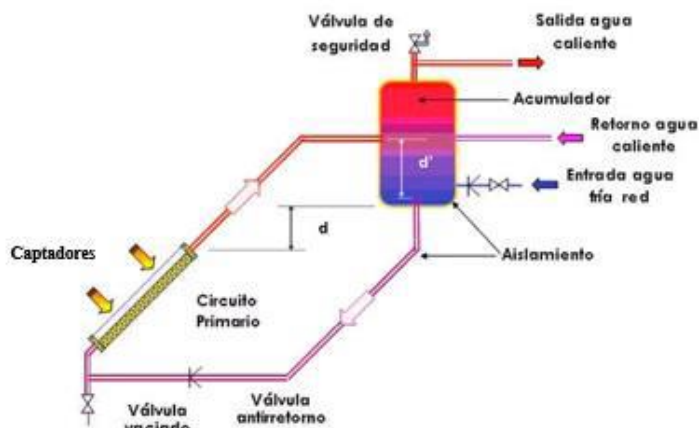 Válvula de
seguridad
Salida agua
caliente
Acumulador
Retorno agua
caliente
d'
Entrada agua
fría red
d
Captadores
Aislamiento
Circuito
Primario
Válvula
antirretorno
Válvula
vaciado